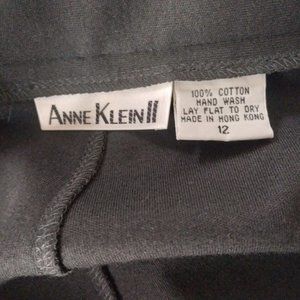 ANNE KLEIN II
100% COTTON
HAND WASH
LAY FLAT TO DRY
MADE IN HONG KONG
12